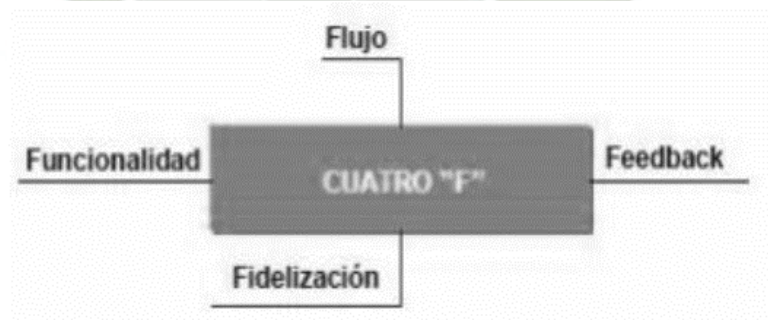 Flujo
Funcionalidad
CUATRO "F"
Feedback
Fidelización